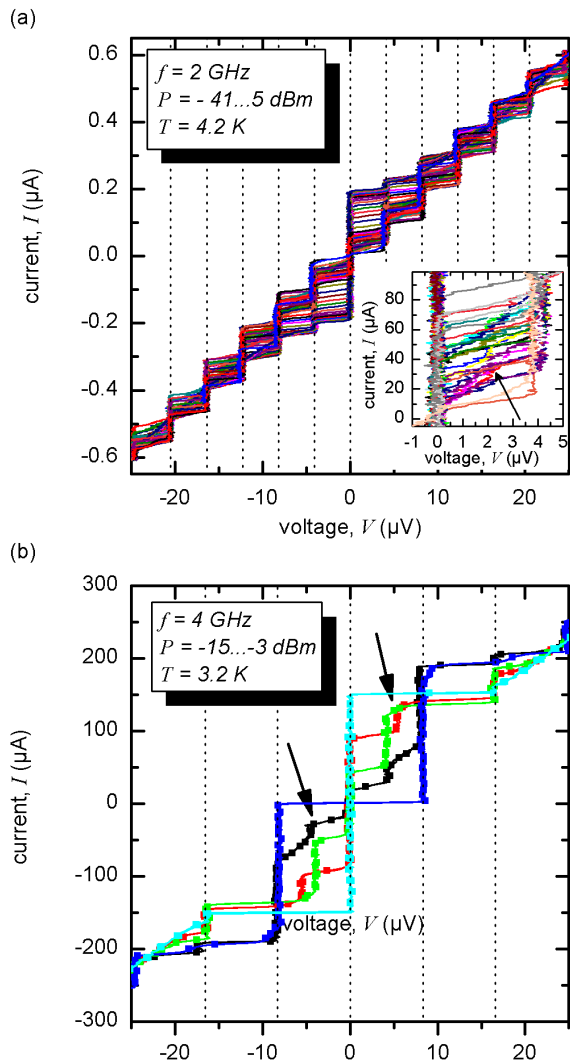 (a)
0.6
0.4
0.2
0.0
-0.2
-0.4
-0.6
current, I (µA)
f = 2 GHz
P = - 41...5 dBm
T = 4.2 K
80
60
40
20
0
current, I (µA)
-1 0 1 2 3 4 5
voltage, V (µV)
-20 -10 0 10 20
voltage, V (µV)
(b)
300
200
100
0
-100
-200
-300
current, I (µA)
f = 4 GHz
P = -15...-3 dBm
T = 3.2 K
voltage, V (µV)
-20 -10 0 10 20